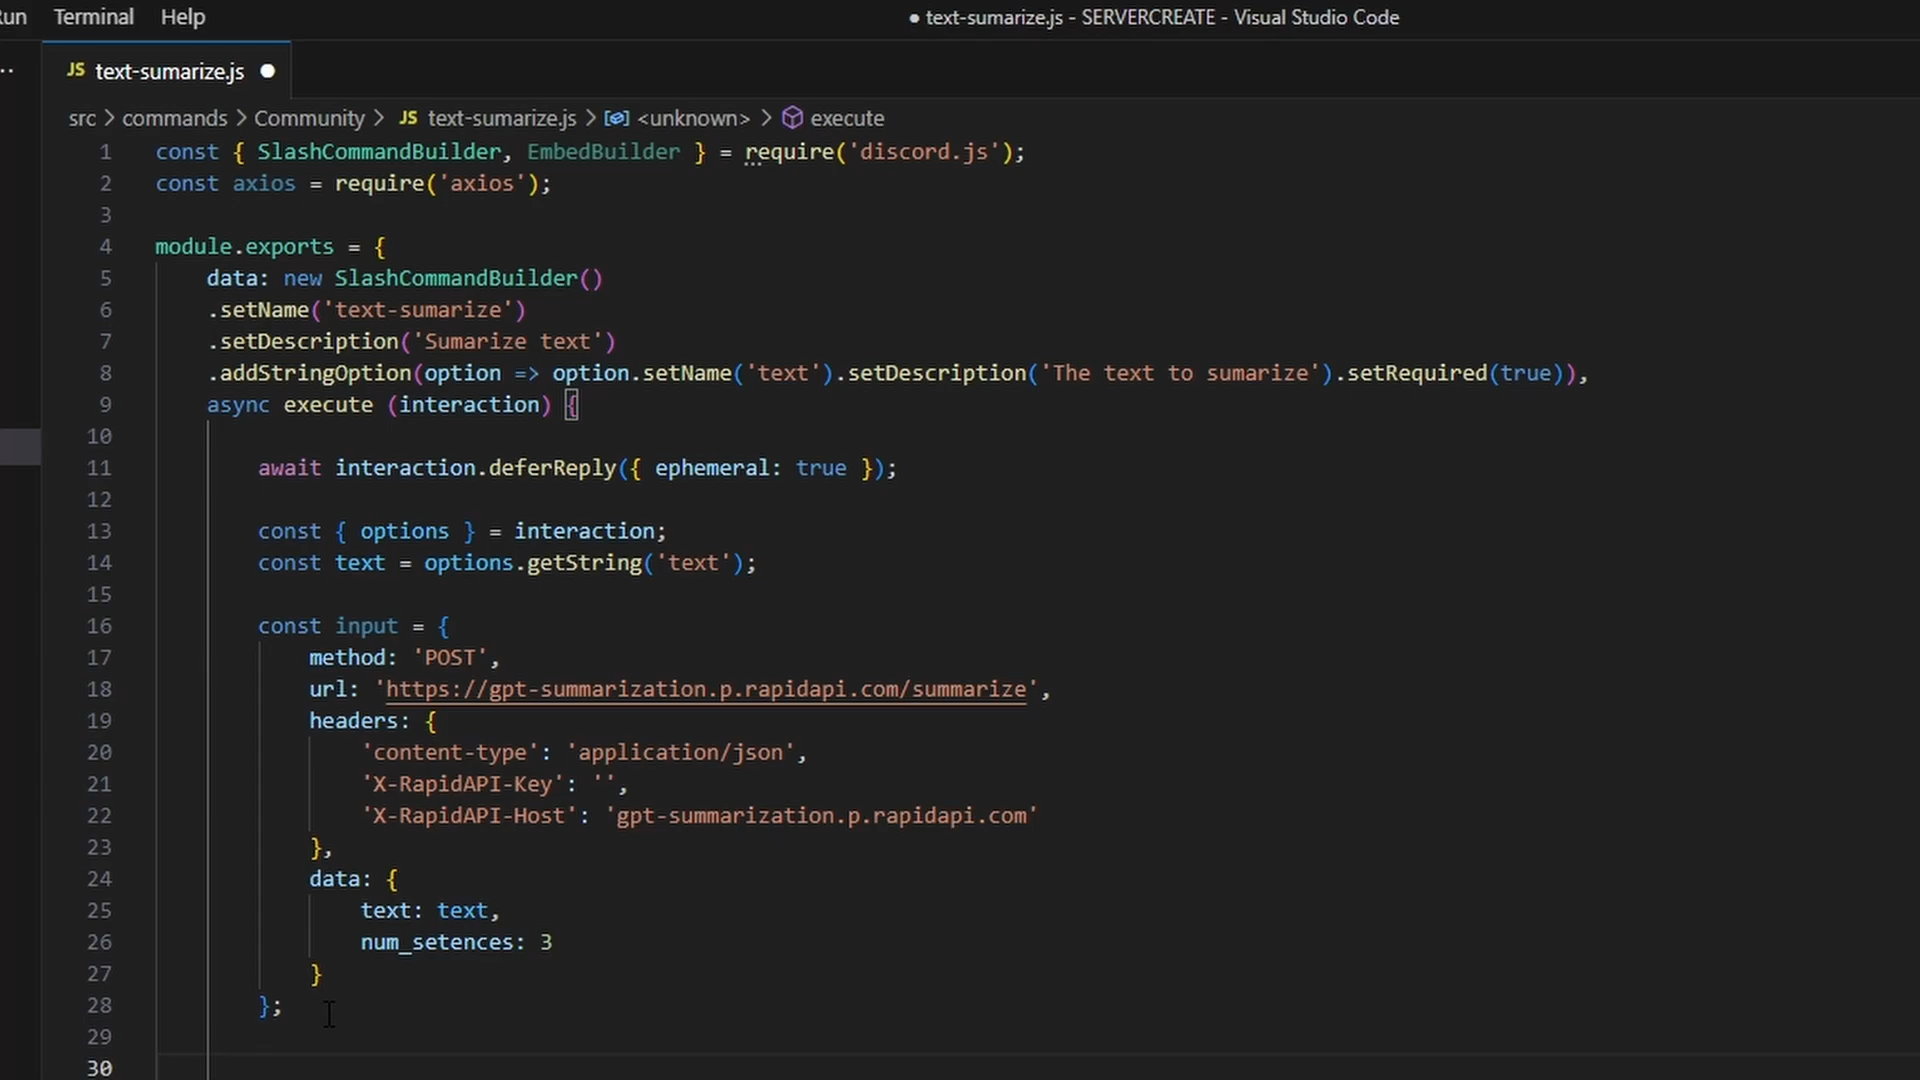 Terminal Help
● text-sumarize.js - SERVERCREATE - Visual Studio Code
JS text-sumarize.js ●
src > commands > Community > JS text-sumarize.js > <unknown> > execute
1 const { SlashCommandBuilder, EmbedBuilder } = require('discord.js');
2 const axios = require('axios');
3
4 module.exports = {
5 data: new SlashCommandBuilder()
6 .setName('text-sumarize')
7 .setDescription('Sumarize text')
8 .addStringOption(option => option.setName('text').setDescription('The text to sumarize').setRequired(true)),
9 async execute (interaction) {
10
11 await interaction.deferReply({ ephemeral: true });
12
13 const { options } = interaction;
14 const text = options.getString('text');
15
16 const input = {
17 method: 'POST',
18 url: 'https://gpt-summarization.p.rapidapi.com/summarize',
19 headers: {
20 'content-type': 'application/json',
21 'X-RapidAPI-Key': '',
22 'X-RapidAPI-Host': 'gpt-summarization.p.rapidapi.com'
23 },
24 data: {
25 text: text,
26 num_setences: 3
27 }
28 };
29
30